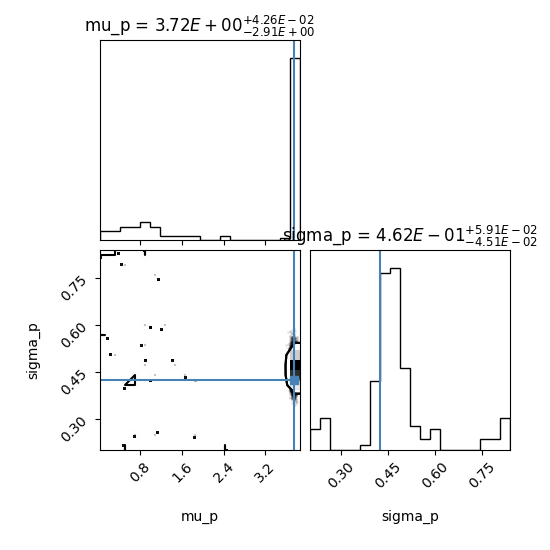 mu_p = 3.72E + 00+4.26E−02−2.91E+00
sigma_p = 4.62E − 01+5.91E−02−4.51E−02
0.75
0.60
0.45
0.30
sigma_p
0.8
1.6
2.4
3.2
mu_p
0.30
0.45
0.60
0.75
sigma_p